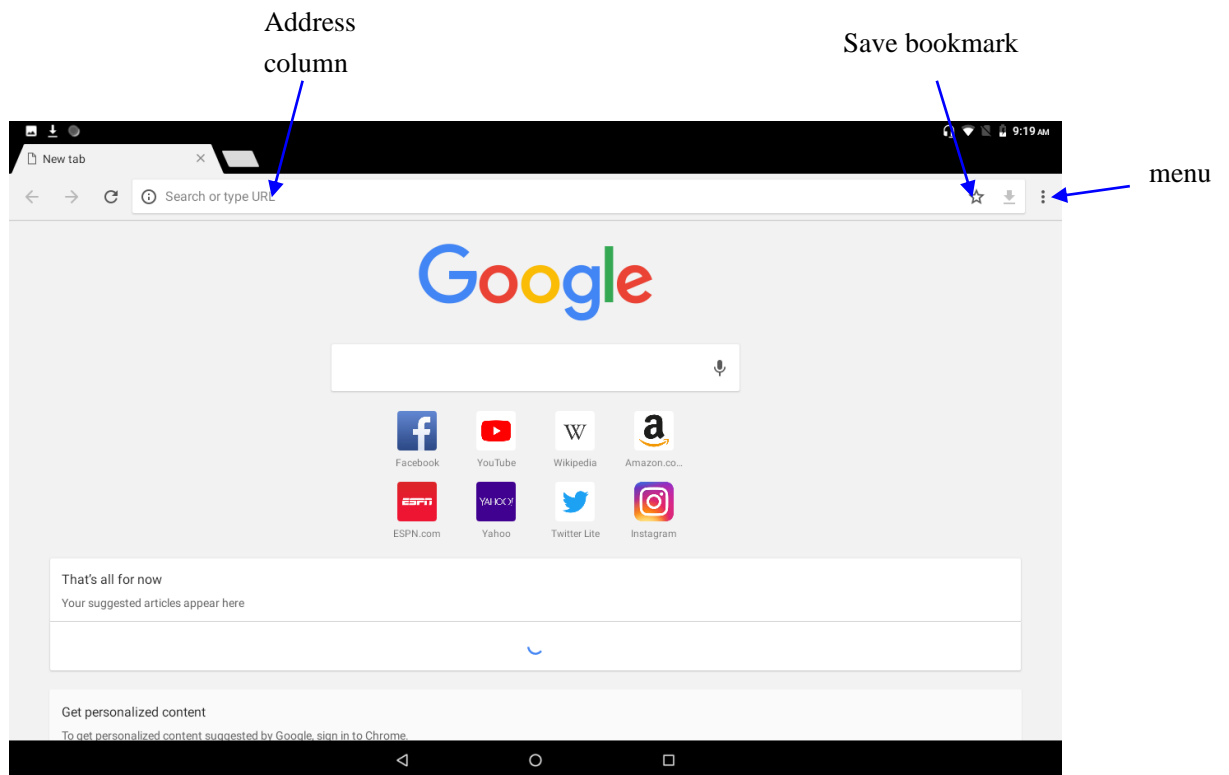 Address
column
Save bookmark
menu
9:19 AM
New tab
Search or type URL
Google
Facebook
YouTube
Wikipedia
Amazon.co...
ESPN
YAHOO!
ESPN.com
Yahoo
Twitter Lite
Instagram
That's all for now
Your suggested articles appear here
Get personalized content
To get personalized content suggested by Google, sign in to Chrome.